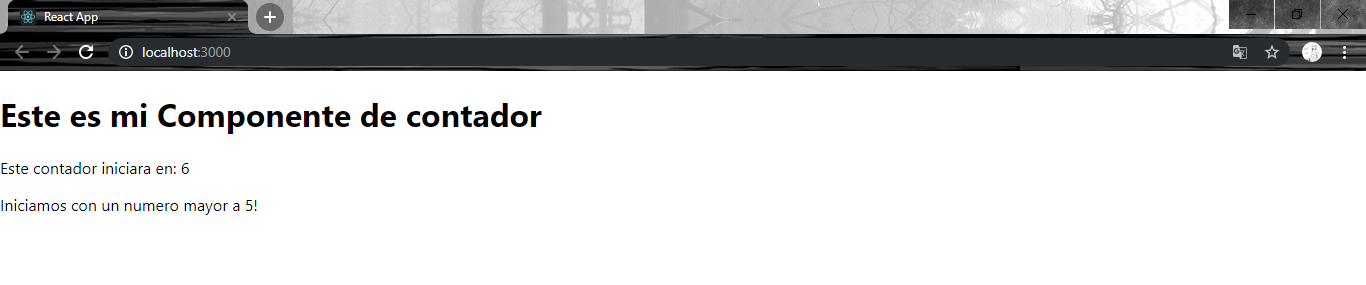 React App
localhost:3000
Este es mi Componente de contador
Este contador iniciara en: 6
Iniciamos con un numero mayor a 5!